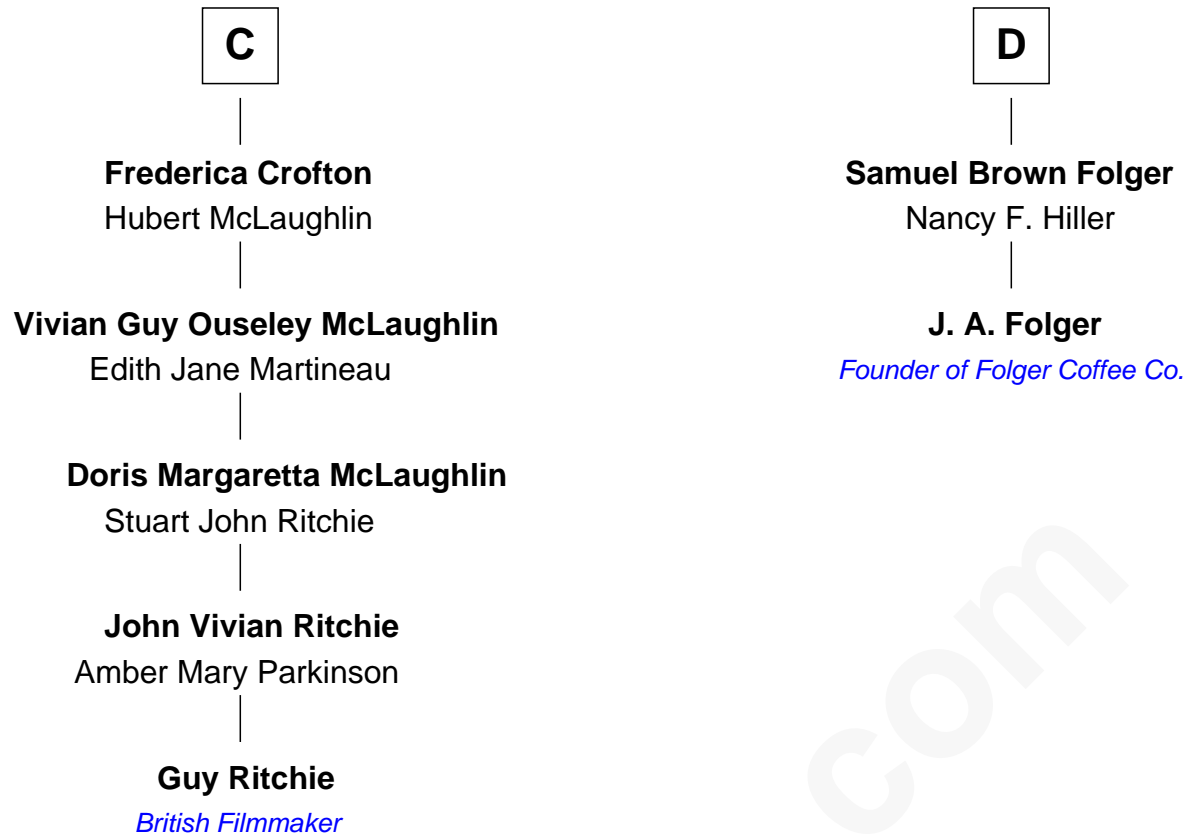 C
Frederica Crofton
Hubert McLaughlin
Vivian Guy Ouseley McLaughlin
Edith Jane Martineau
Doris Margaretta McLaughlin
Stuart John Ritchie
John Vivian Ritchie
Amber Mary Parkinson
Guy Ritchie
British Filmmaker
D
Samuel Brown Folger
Nancy F. Hiller
J. A. Folger
Founder of Folger Coffee Co.
com